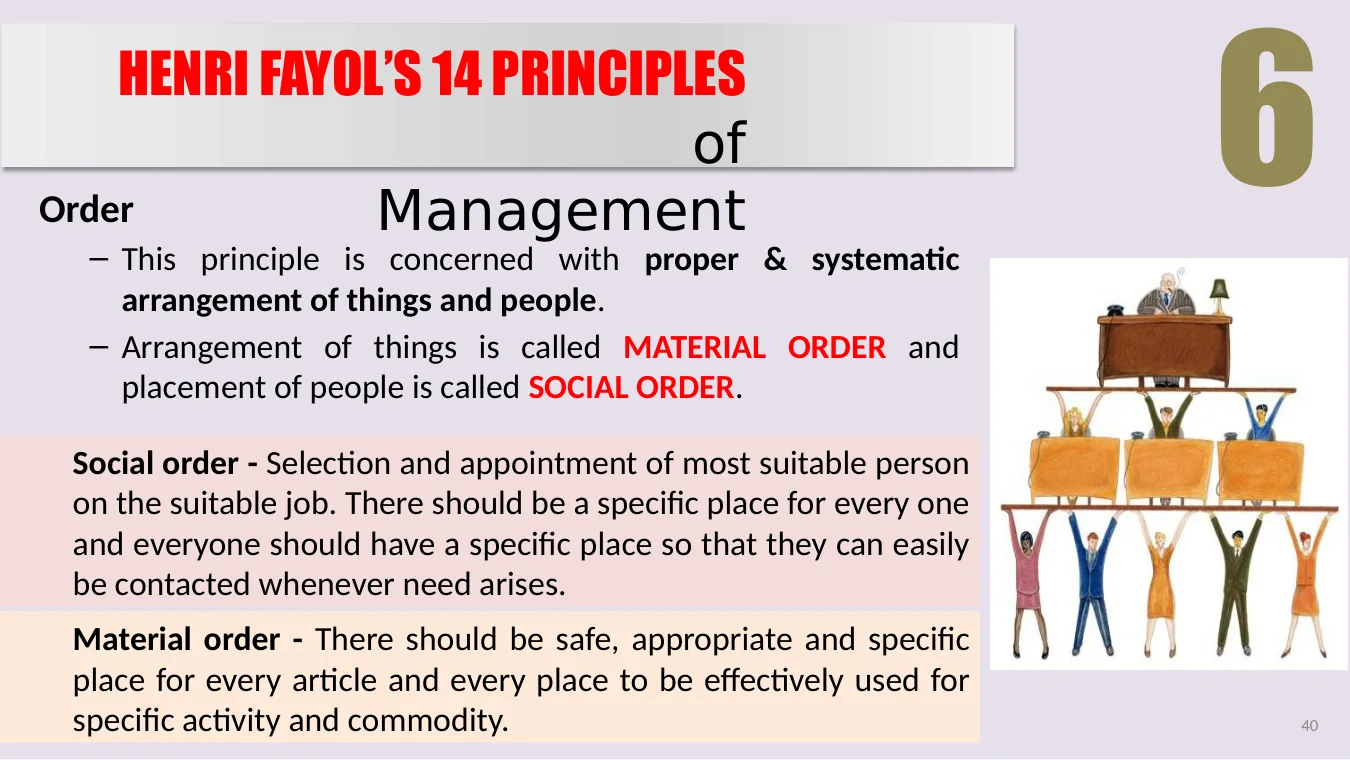 HENRI FAYOL’S 14 PRINCIPLES
of
Management
6
Order
– This principle is concerned with proper & systematic
arrangement of things and people.
– Arrangement of things is called MATERIAL ORDER and
placement of people is called SOCIAL ORDER.
Social order - Selection and appointment of most suitable person
on the suitable job. There should be a specific place for every one
and everyone should have a specific place so that they can easily
be contacted whenever need arises.
Material order - There should be safe, appropriate and specific
place for every article and every place to be effectively used for
specific activity and commodity.
40